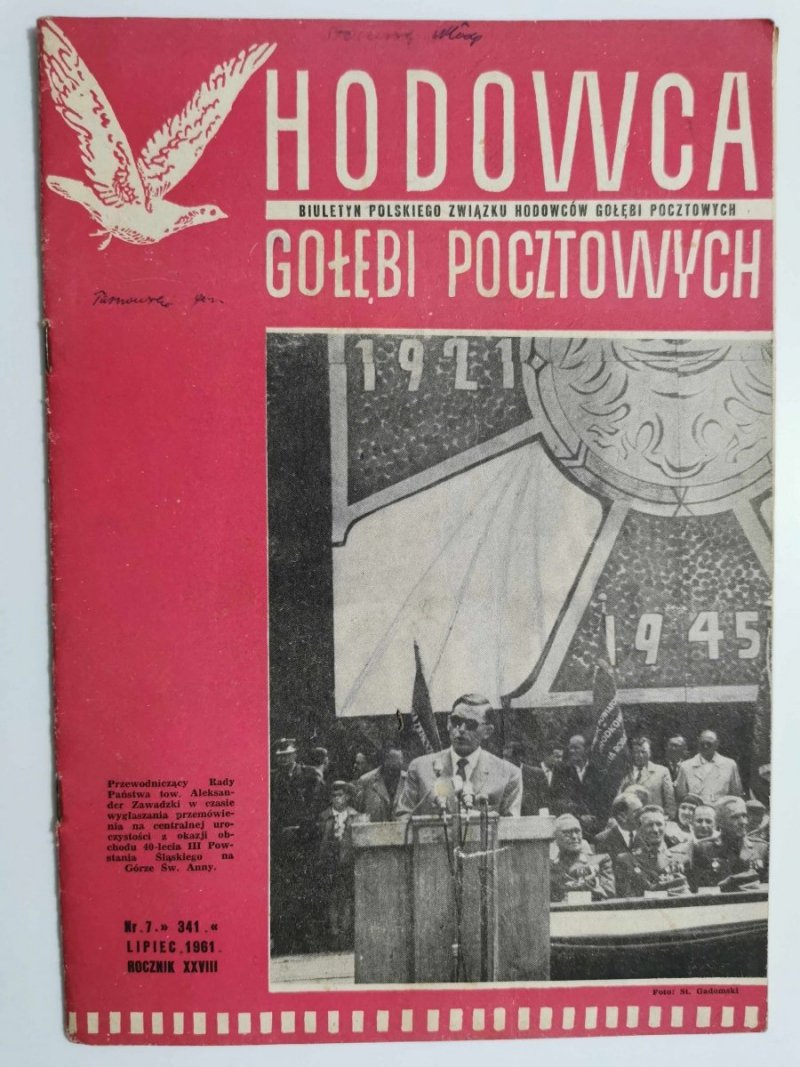 HODOWCA
BIULETYN POLSKIEGO ZWIĄZKU HODOWCÓW GOŁĘBI POCZTOWYCH
GOŁĘBI POCZTOWYCH
1921
1945
Przewodniczący Rady
Państwa tow. Aleksan-
der Zawadzki w czasie
wygłaszania przemówie-
nia na centralnej uro-
czystości z okazji ob-
chodu 40-lecia III Pow-
stania Śląskiego na
Górze Św. Anny.
Nr. 7. » 341. «
LIPIEC, 1961.
ROCZNIK XXVIII
Foto: St. Gadomski